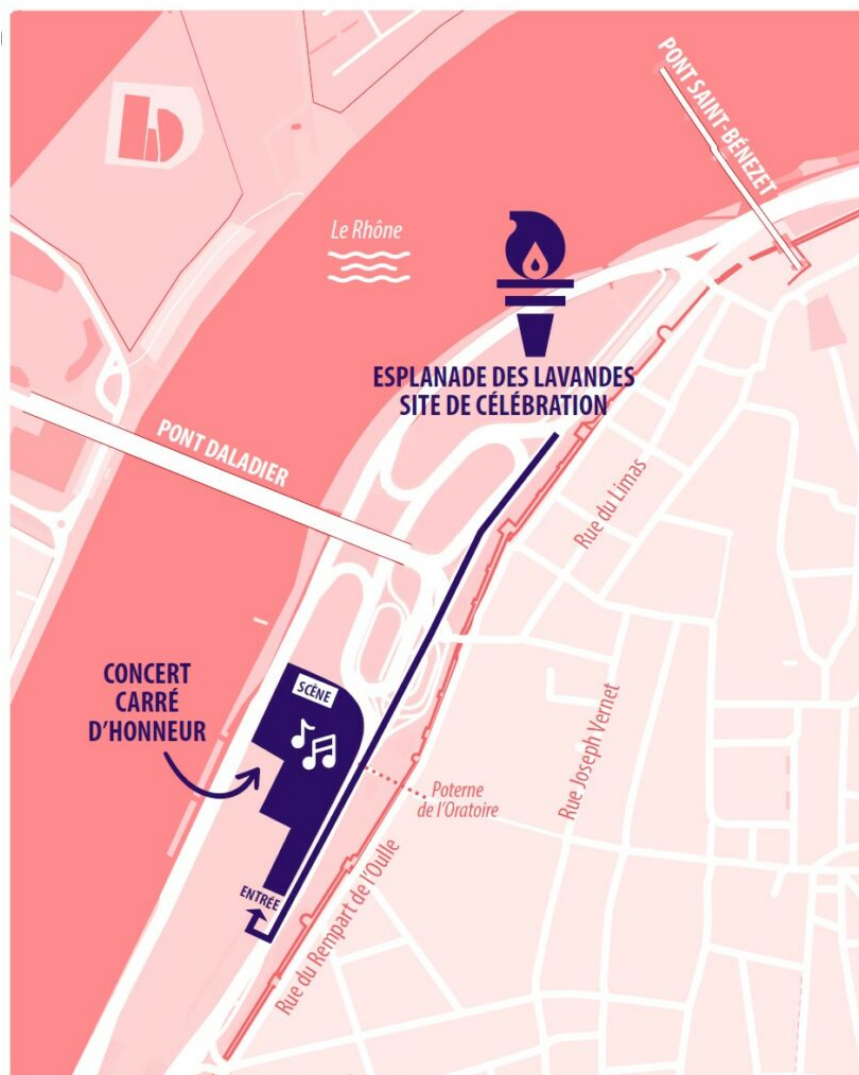 PONT SAINT-BÉNEZET
Le Rhône
ESPLANADE DES LAVANDES
SITE DE CÉLÉBRATION
PONT DALADIER
Rue du Limas
CONCERT
CARRÉ
D'HONNEUR
SCÈNE
Rue Joseph Vernet
Poterne
de l'Oratoire
ENTRÉE
Rue du Rempart de l'Oulle